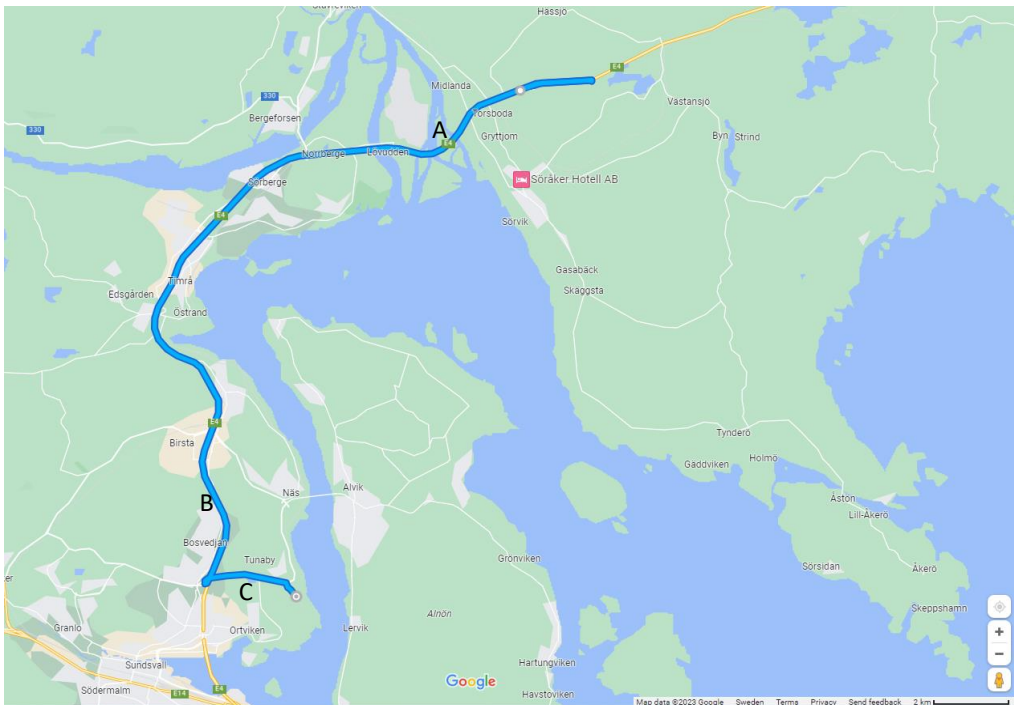 Stavreviken
Hässjö
E4
Midlanda
330
Västansjö
Bergeforsen
Torsboda
330
A
Gryttjom
Byn
Strind
E4
Norrberge
Lövudden
Sörberge
Söråker Hotell AB
E4
Sörvik
Gasabäck
Timrå
Skäggsta
Edsgården
Östrand
E4
Birsta
Tynderö
Gaddviken
Holmö
Näs
Alvik
B
Åstön
Lill-Åkerö
Bosvedjan
Tunaby
Grönviken
Sörsidan
Åkerö
C
Skeppshamn
Alnön
Granlo
Ortviken
Lervik
Sundsvall
Hartungviken
Google
Södermalm
E14
E4
Havstoviken
Map data ©2023 Google Sweden Terms Privacy Send feedback 2 km